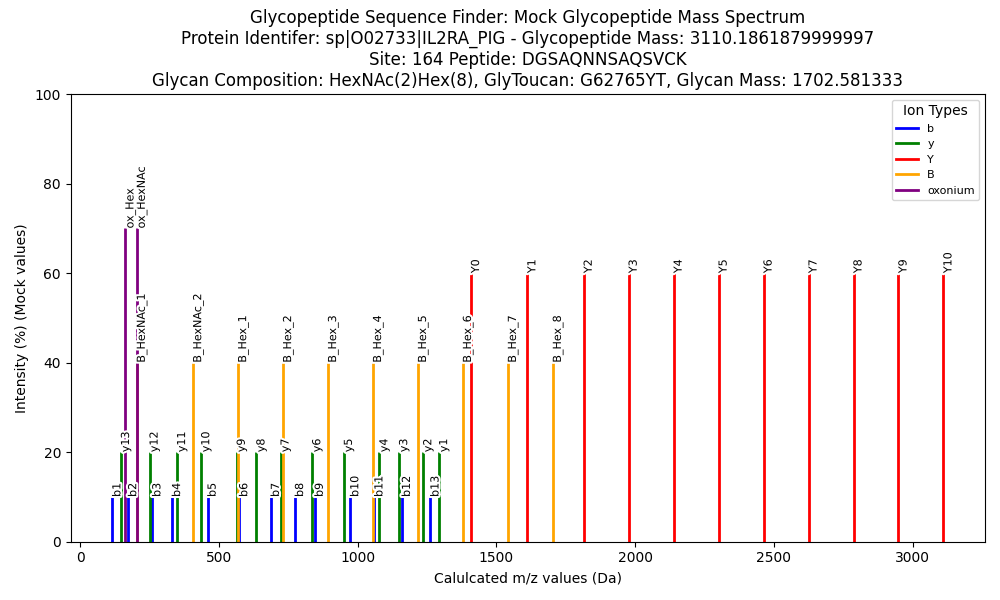 Glycopeptide Sequence Finder: Mock Glycopeptide Mass Spectrum
Protein Identifer: sp|O02733|IL2RA_PIG - Glycopeptide Mass: 3110.1861879999997
Site: 164 Peptide: DGSAQNNSAQSVCK
Glycan Composition: HexNAc(2)Hex(8), GlyToucan: G62765YT, Glycan Mass: 1702.581333
Intensity (%) (Mock values)
100
80
60
40
20
0
Ion Types
b
y
Y
B
oxonium
ox_Hex
ox_HexNAc
Y0
Y1
Y2
Y3
Y4
Y5
Y6
Y7
Y8
Y9
Y10
B_HexNAc_1
B_HexNAc_2
B_Hex_1
B_Hex_2
B_Hex_3
B_Hex_4
B_Hex_5
B_Hex_6
B_Hex_7
B_Hex_8
y13
y12
y11
y10
y9
y8
y7
y6
y5
y4
y3
y2
y1
b1
b2
b3
b4
b5
b6
b7
b8
b9
b10
b11
b12
b13
0
500
1000
1500
2000
2500
3000
Calulcated m/z values (Da)